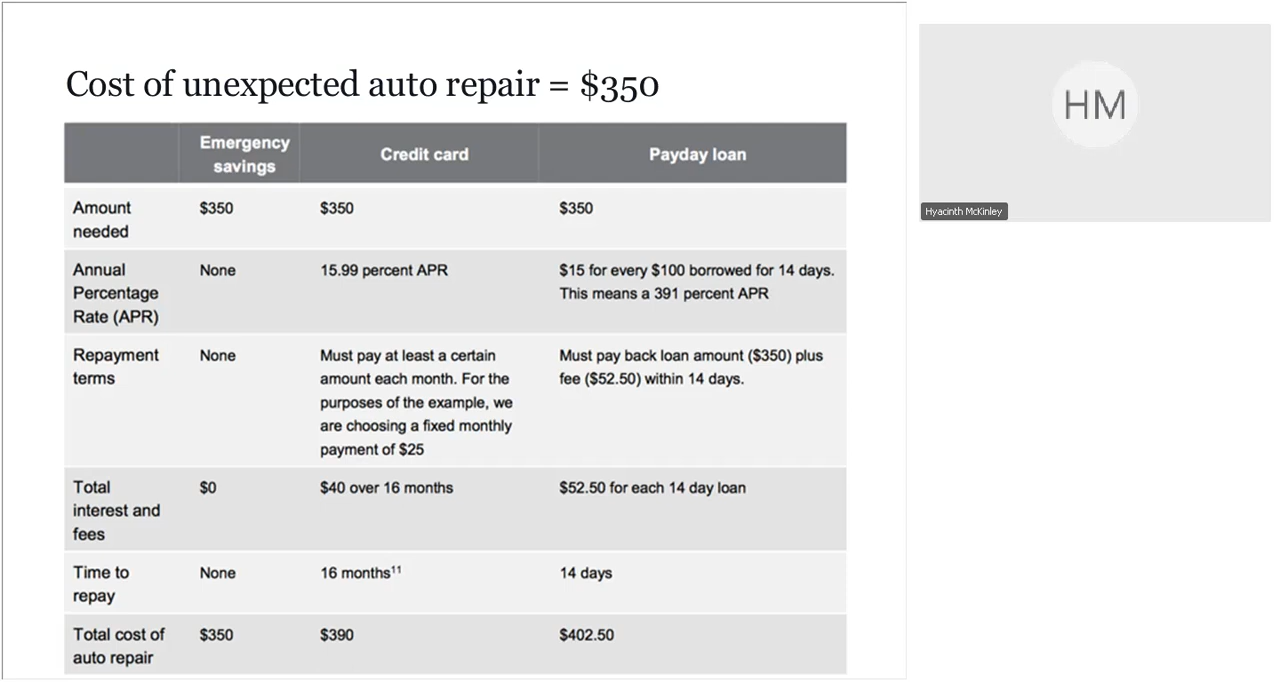 Cost of unexpected auto repair = $350
Emergency
savings
Credit card
Payday loan
Amount
needed
$350
$350
$350
Annual
Percentage
Rate (APR)
None
15.99 percent APR
$15 for every $100 borrowed for 14 days.
This means a 391 percent APR
Repayment
terms
None
Must pay at least a certain
amount each month. For the
purposes of the example, we
are choosing a fixed monthly
payment of $25
Must pay back loan amount ($350) plus
fee ($52.50) within 14 days.
Total
interest and
fees
$0
$40 over 16 months
$52.50 for each 14 day loan
Time to
repay
None
16 months¹¹
14 days
Total cost of
auto repair
$350
$390
$402.50
HM
Hyacinth McKinley